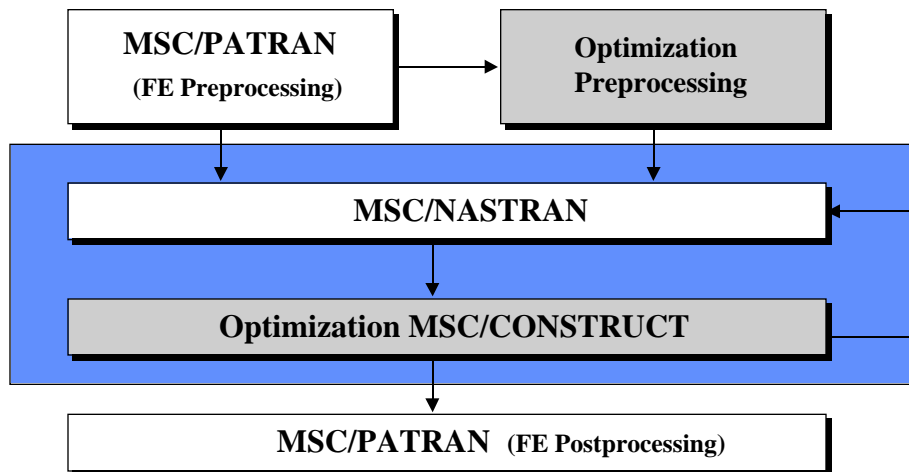 MSC/PATRAN
(FE Preprocessing)
Optimization
Preprocessing
MSC/NASTRAN
Optimization MSC/CONSTRUCT
MSC/PATRAN (FE Postprocessing)